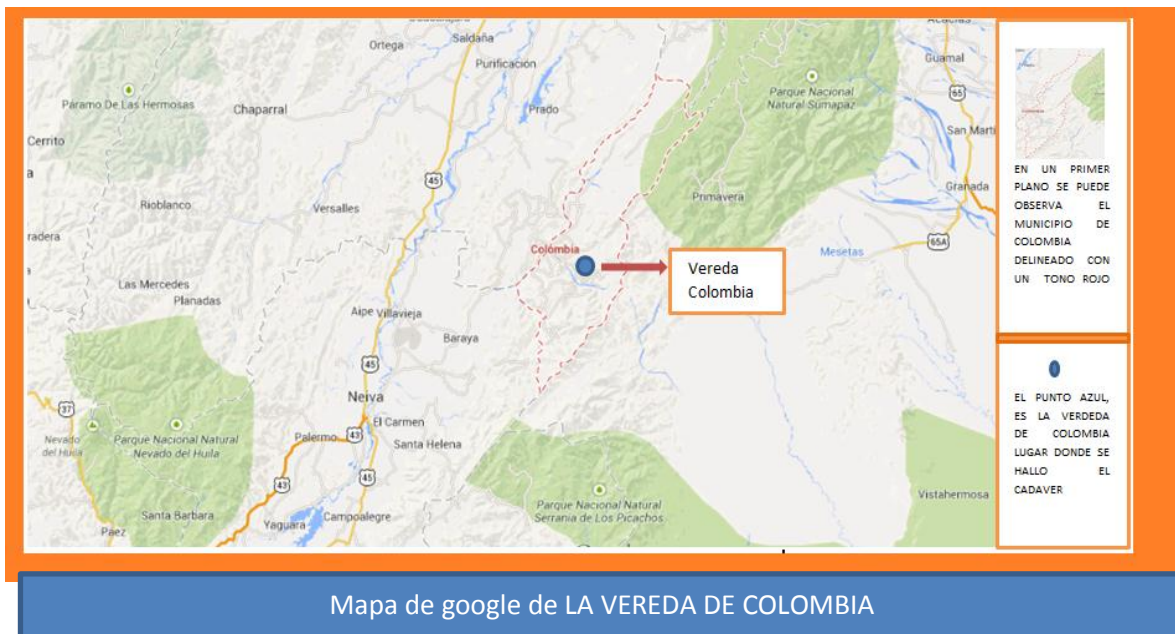 Guamal
Ortega
Saldaña
Purificación
65
Parque Nacional
Natural Sumapaz
Páramo De Las Hermosas
Chaparral
Prado
Cerrito
San Marti
a
45
Granada
Rioblanco
Versalles
Primavera
radera
65A
Colômbia
Mesetas
Vereda
Colombia
Las Mercedes
Planadas
Aipe
Villavieja
Baraya
45
Neiva
37
El Carmen
Nevado
del Huila
Parque Nacional Natural
Nevado del Huila
Palermo
43
Santa Helena
45
43
Vistahermosa
Parque Nacional Natural
Serrania de Los Picachos
Santa Barbara
Campoalegre
Yaguara
Páez
EN UN PRIMER
PLANO SE PUEDE
OBSERVA EL
MUNICIPIO DE
COLOMBIA
DELINEADO CON
UN TONO ROJO
EL PUNTO AZUL,
ES LA VERDEDA
DE COLOMBIA
LUGAR DONDE SE
HALLO EL
CADAVER
Mapa de google de LA VEREDA DE COLOMBIA